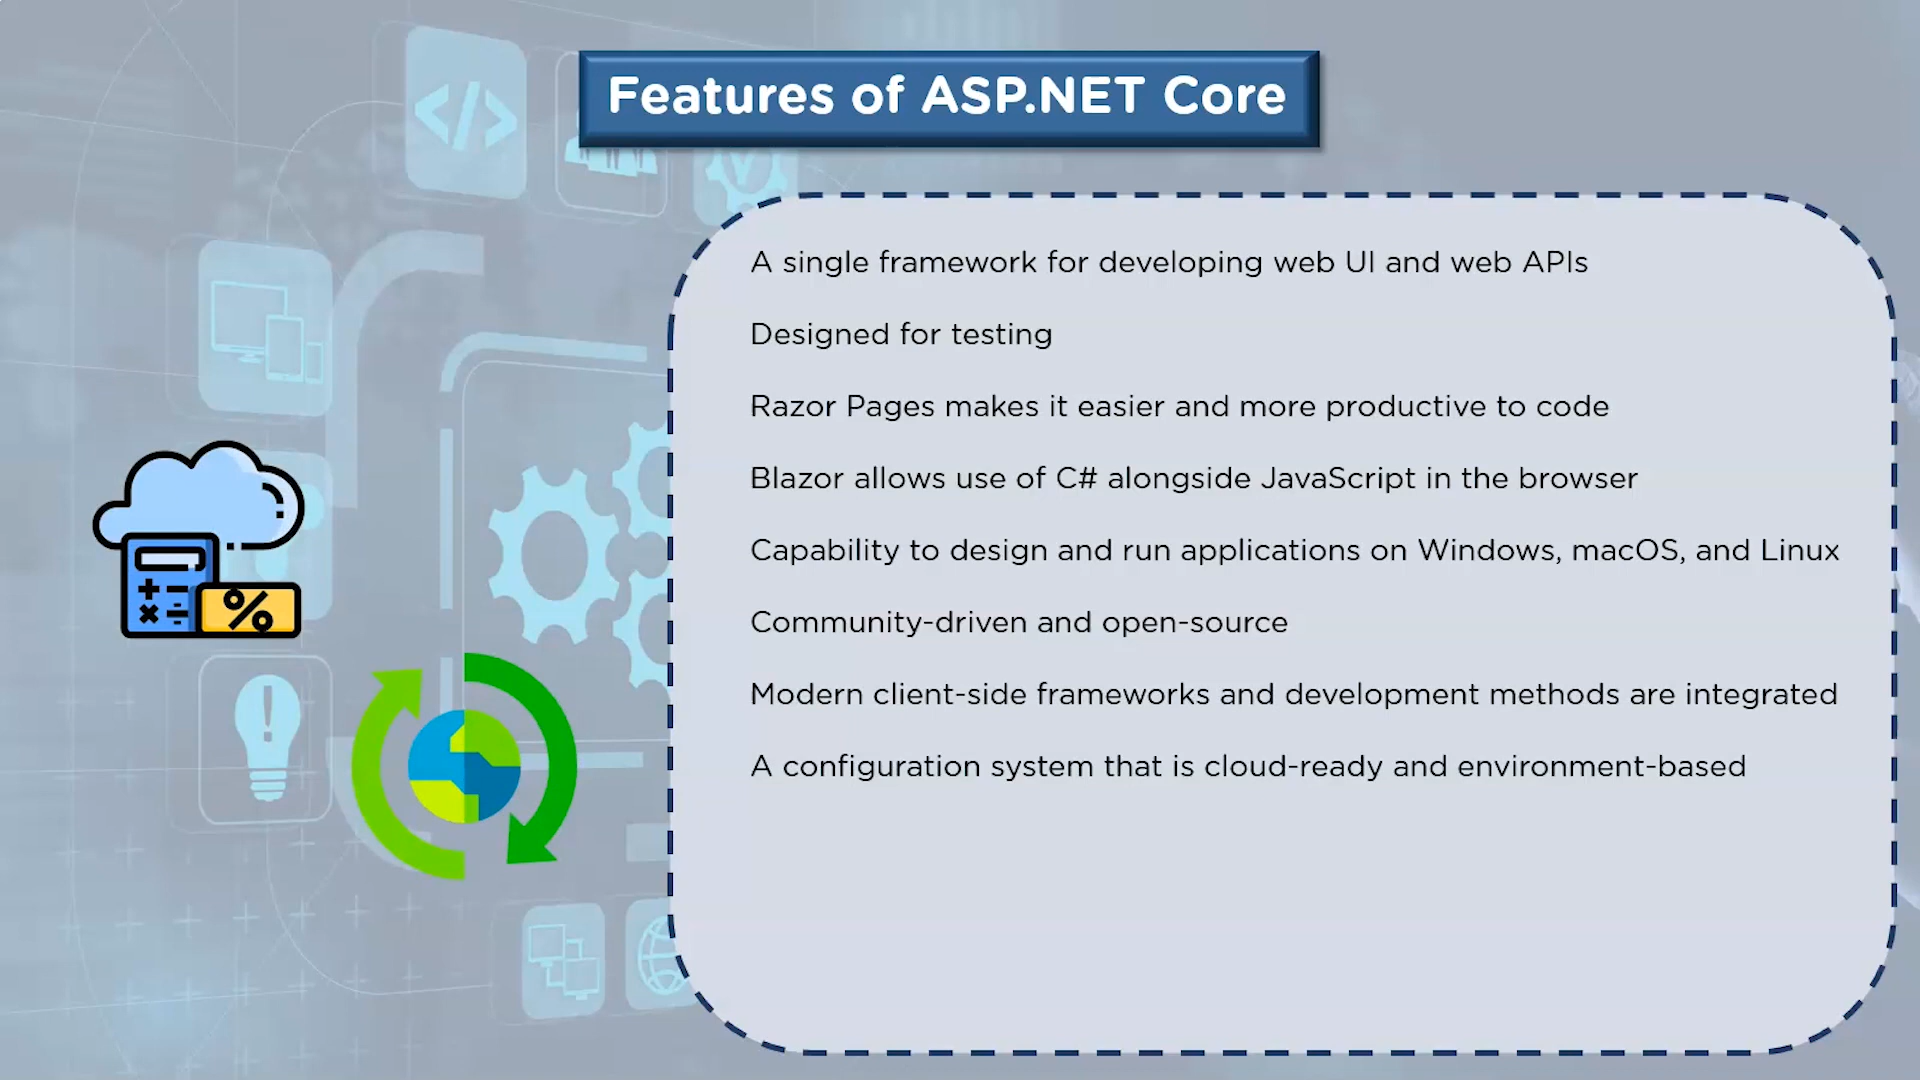 Features of ASP.NET Core
A single framework for developing web UI and web APIs
Designed for testing
Razor Pages makes it easier and more productive to code
Blazor allows use of C# alongside JavaScript in the browser
Capability to design and run applications on Windows, macOS, and Linux
Community-driven and open-source
Modern client-side frameworks and development methods are integrated
A configuration system that is cloud-ready and environment-based